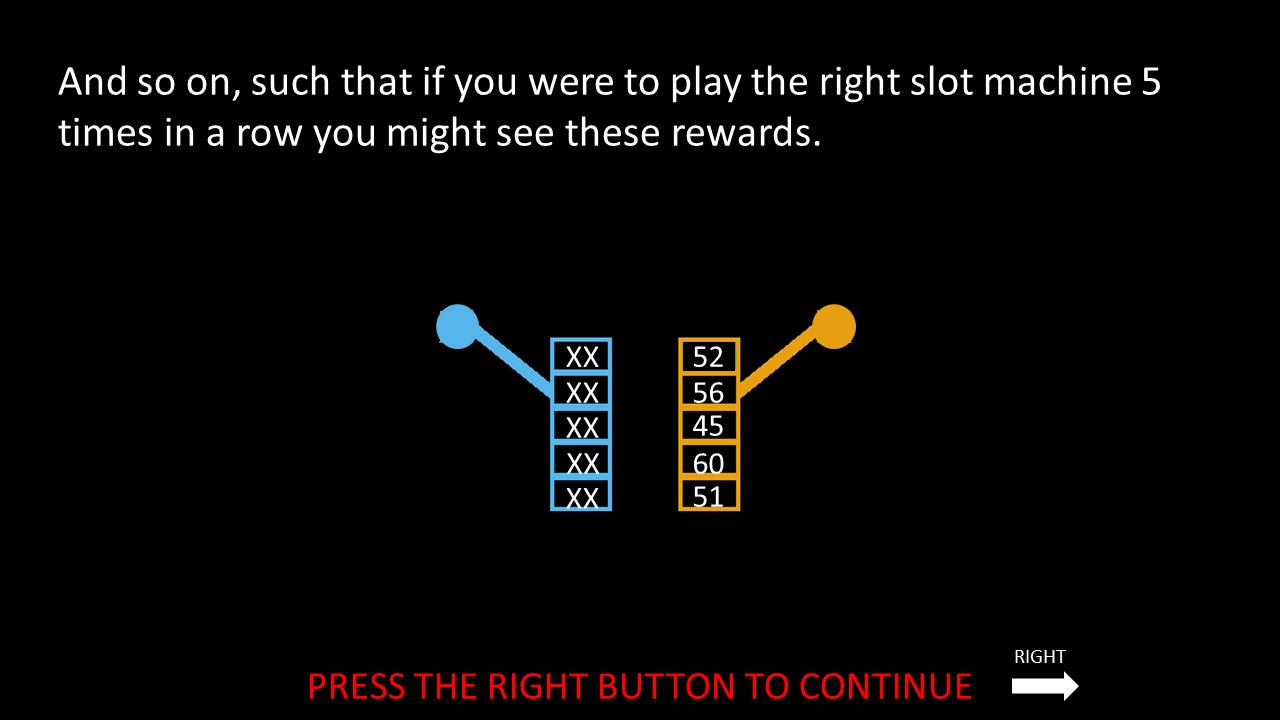 And so on, such that if you were to play the right slot machine 5
times in a row you might see these rewards.
XX 52
XX 56
XX 45
XX 60
XX 51
RIGHT
PRESS THE RIGHT BUTTON TO CONTINUE